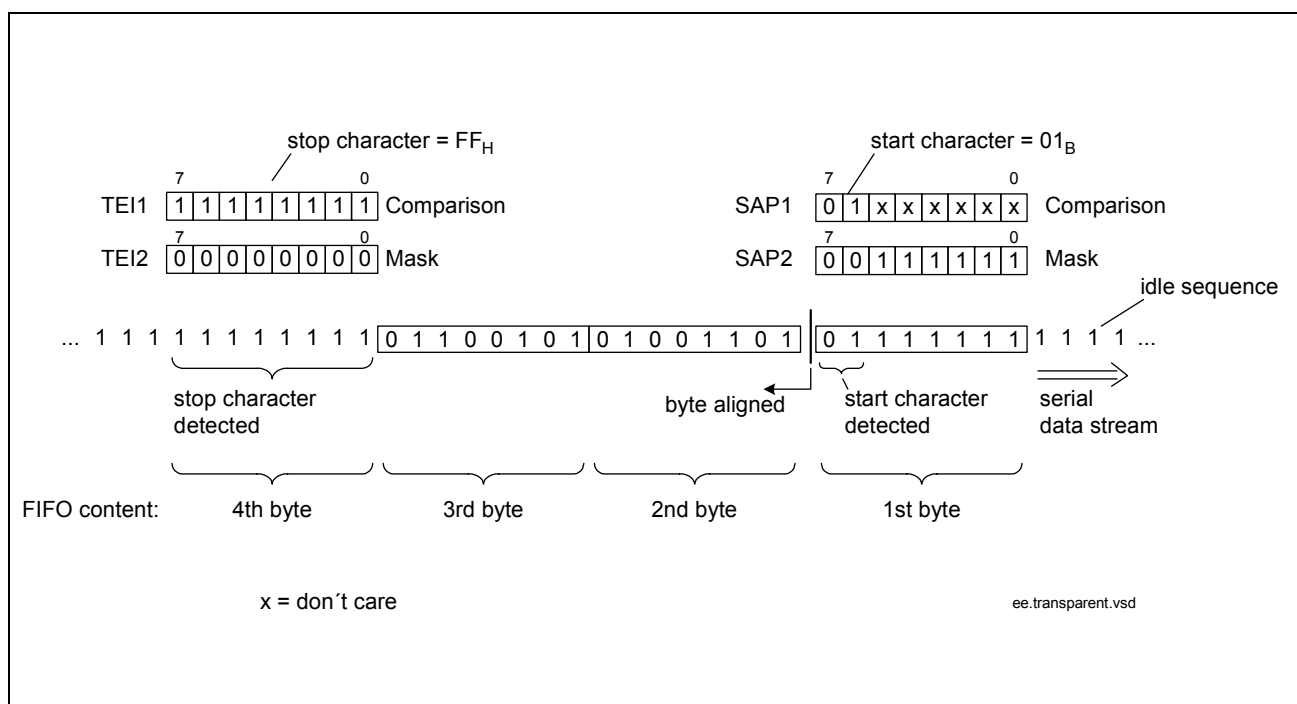 stop character = FFH
start character = 01B
7 0
7 0
TEI1 1 1 1 1 1 1 1 1 Comparison
SAP1 0 1 x x x x x x Comparison
7 0
7 0
TEI2 0 0 0 0 0 0 0 0 Mask
SAP2 0 0 1 1 1 1 1 1 Mask
idle sequence
... 1 1 1 1 1 1 1 1 1 1 1 0 1 1 0 0 1 0 1 0 1 0 0 1 1 0 1 0 1 1 1 1 1 1 1 1 1 1 1 ...
stop character
detected
byte aligned
start character
detected
serial
data stream
FIFO content: 4th byte 3rd byte 2nd byte 1st byte
x = don´t care
ee.transparent.vsd